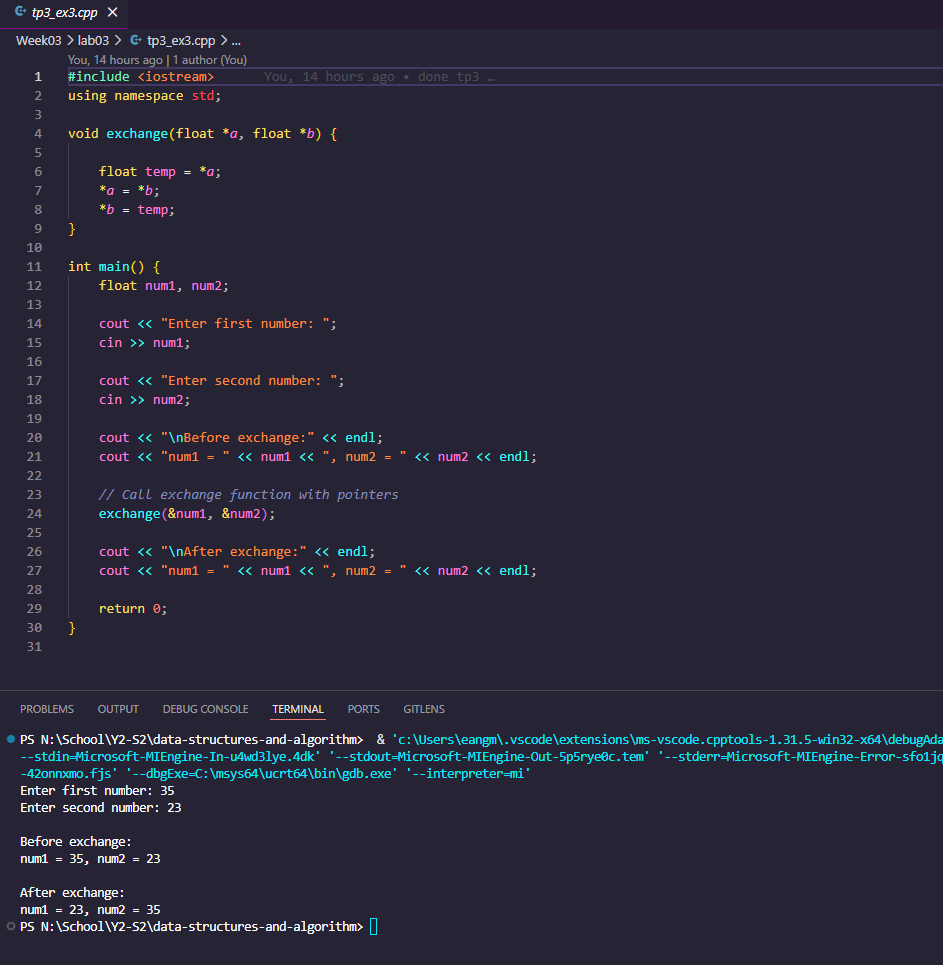 tp3_ex3.cpp
Week03 > lab03 > tp3_ex3.cpp > ...
You, 14 hours ago | 1 author (You)
1 #include <iostream> You, 14 hours ago • done tp3 …
2 using namespace std;
3
4 void exchange(float *a, float *b) {
5
6 float temp = *a;
7 *a = *b;
8 *b = temp;
9 }
10
11 int main() {
12 float num1, num2;
13
14 cout << "Enter first number: ";
15 cin >> num1;
16
17 cout << "Enter second number: ";
18 cin >> num2;
19
20 cout << "\nBefore exchange:" << endl;
21 cout << "num1 = " << num1 << ", num2 = " << num2 << endl;
22
23 // Call exchange function with pointers
24 exchange(&num1, &num2);
25
26 cout << "\nAfter exchange:" << endl;
27 cout << "num1 = " << num1 << ", num2 = " << num2 << endl;
28
29 return 0;
30 }
31
PROBLEMS OUTPUT DEBUG CONSOLE TERMINAL PORTS GITLENS
PS N:\School\Y2-S2\data-structures-and-algorithm> & 'c:\Users\eangm\.vscode\extensions\ms-vscode.cpptools-1.31.5-win32-x64\debugAda
--stdin=Microsoft-MIEngine-In-u4wd3lye.4dk' '--stdout=Microsoft-MIEngine-Out-5p5rye0c.tem' '--stderr=Microsoft-MIEngine-Error-sfo1jq
-42onnxmo.fjs' '--dbgExe=C:\msys64\ucrt64\bin\gdb.exe' '--interpreter=mi'
Enter first number: 35
Enter second number: 23

Before exchange:
num1 = 35, num2 = 23

After exchange:
num1 = 23, num2 = 35
PS N:\School\Y2-S2\data-structures-and-algorithm>